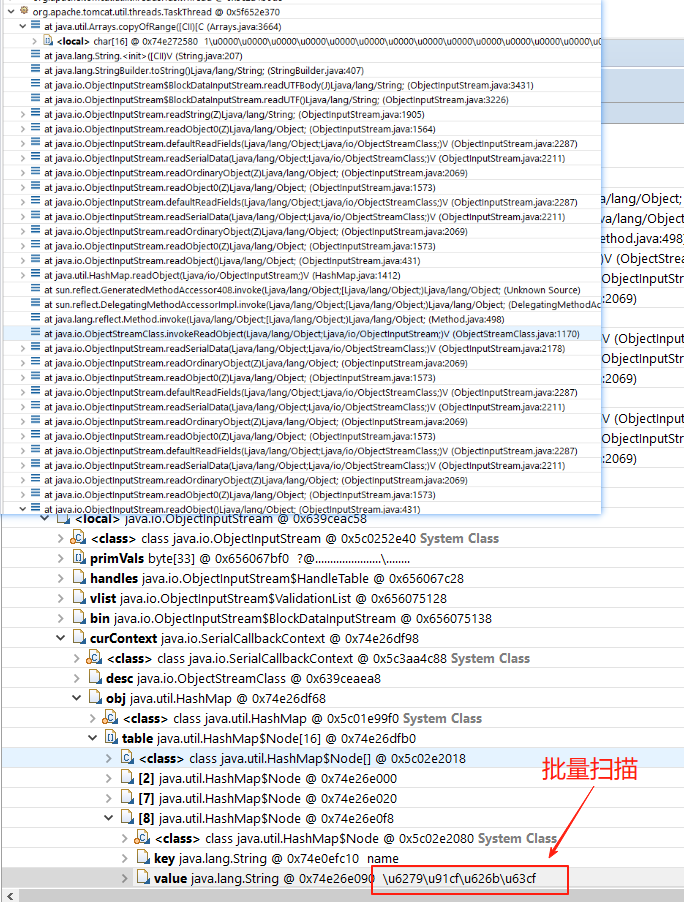 org.apache.tomcat.util.threads.TaskThread @ 0x5f652e370
at java.util.Arrays.copyOfRange([CII)[C (Arrays.java:3664)
<local> char[16] @ 0x74e272580 1\u0000\u0000\u0000\u0000\u0000\u0000\u0000\u0000\u0000\u0000\u0000\u0000\u0
at java.lang.String.<init>([CII)V (String.java:207)
at java.lang.StringBuilder.toString()Ljava/lang/String; (StringBuilder.java:407)
at java.io.ObjectInputStream$BlockDataInputStream.readUTFBody(J)Ljava/lang/String; (ObjectInputStream.java:3431)
at java.io.ObjectInputStream$BlockDataInputStream.readUTF()Ljava/lang/String; (ObjectInputStream.java:3226)
at java.io.ObjectInputStream.readString(Z)Ljava/lang/String; (ObjectInputStream.java:1905)
at java.io.ObjectInputStream.readObject0(Z)Ljava/lang/Object; (ObjectInputStream.java:1564)
at java.io.ObjectInputStream.defaultReadFields(Ljava/lang/Object;Ljava/io/ObjectStreamClass;)V (ObjectInputStream.java:2287)
at java.io.ObjectInputStream.readSerialData(Ljava/lang/Object;Ljava/io/ObjectStreamClass;)V (ObjectInputStream.java:2211)
at java.io.ObjectInputStream.readOrdinaryObject(Z)Ljava/lang/Object; (ObjectInputStream.java:2069)
at java.io.ObjectInputStream.readObject0(Z)Ljava/lang/Object; (ObjectInputStream.java:1573)
at java.io.ObjectInputStream.defaultReadFields(Ljava/lang/Object;Ljava/io/ObjectStreamClass;)V (ObjectInputStream.java:2287)
at java.io.ObjectInputStream.readSerialData(Ljava/lang/Object;Ljava/io/ObjectStreamClass;)V (ObjectInputStream.java:2211)
at java.io.ObjectInputStream.readOrdinaryObject(Z)Ljava/lang/Object; (ObjectInputStream.java:2069)
at java.io.ObjectInputStream.readObject0(Z)Ljava/lang/Object; (ObjectInputStream.java:1573)
at java.io.ObjectInputStream.readObject()Ljava/lang/Object; (ObjectInputStream.java:431)
at java.util.HashMap.readObject(Ljava/io/ObjectInputStream;)V (HashMap.java:1412)
at sun.reflect.GeneratedMethodAccessor408.invoke(Ljava/lang/Object;[Ljava/lang/Object;)Ljava/lang/Object; (Unknown Source)
at sun.reflect.DelegatingMethodAccessorImpl.invoke(Ljava/lang/Object;[Ljava/lang/Object;)Ljava/lang/Object; (DelegatingMethodAc
at java.lang.reflect.Method.invoke(Ljava/lang/Object;[Ljava/lang/Object;)Ljava/lang/Object; (Method.java:498)
at java.io.ObjectStreamClass.invokeReadObject(Ljava/lang/Object;Ljava/io/ObjectInputStream;)V (ObjectStreamClass.java:1170)
at java.io.ObjectInputStream.readSerialData(Ljava/lang/Object;Ljava/io/ObjectStreamClass;)V (ObjectInputStream.java:2178)
at java.io.ObjectInputStream.readOrdinaryObject(Z)Ljava/lang/Object; (ObjectInputStream.java:2069)
at java.io.ObjectInputStream.readObject0(Z)Ljava/lang/Object; (ObjectInputStream.java:1573)
at java.io.ObjectInputStream.defaultReadFields(Ljava/lang/Object;Ljava/io/ObjectStreamClass;)V (ObjectInputStream.java:2287)
at java.io.ObjectInputStream.readSerialData(Ljava/lang/Object;Ljava/io/ObjectStreamClass;)V (ObjectInputStream.java:2211)
at java.io.ObjectInputStream.readOrdinaryObject(Z)Ljava/lang/Object; (ObjectInputStream.java:2069)
at java.io.ObjectInputStream.readObject0(Z)Ljava/lang/Object; (ObjectInputStream.java:1573)
at java.io.ObjectInputStream.defaultReadFields(Ljava/lang/Object;Ljava/io/ObjectStreamClass;)V (ObjectInputStream.java:2287)
at java.io.ObjectInputStream.readSerialData(Ljava/lang/Object;Ljava/io/ObjectStreamClass;)V (ObjectInputStream.java:2211)
at java.io.ObjectInputStream.readOrdinaryObject(Z)Ljava/lang/Object; (ObjectInputStream.java:2069)
at java.io.ObjectInputStream.readObject0(Z)Ljava/lang/Object; (ObjectInputStream.java:1573)
at java.io.ObjectInputStream.readObject()Ljava/lang/Object; (ObjectInputStream.java:431)
a/lang/Object;
va/lang/Object
ethod.java:498)
;)V (ObjectStrea
ObjectInputStr
:2069)
V (ObjectInputS
ObjectInputStr
:2069)
V (ObjectInputS
ObjectInputStr
:2069)
<local> java.io.ObjectInputStream @ 0x639ceac58
<class> class java.io.ObjectInputStream @ 0x5c0252e40 System Class
primVals byte[33] @ 0x656067bf0 ?@......................\........
handles java.io.ObjectInputStream$HandleTable @ 0x656067c28
vlist java.io.ObjectInputStream$ValidationList @ 0x656075128
bin java.io.ObjectInputStream$BlockDataInputStream @ 0x656075138
curContext java.io.SerialCallbackContext @ 0x74e26df98
<class> class java.io.SerialCallbackContext @ 0x5c3aa4c88 System Class
desc java.io.ObjectStreamClass @ 0x639ceaea8
obj java.util.HashMap @ 0x74e26df68
<class> class java.util.HashMap @ 0x5c01e99f0 System Class
table java.util.HashMap$Node[16] @ 0x74e26dfb0
<class> class java.util.HashMap$Node[] @ 0x5c02e2018
[2] java.util.HashMap$Node @ 0x74e26e000
[7] java.util.HashMap$Node @ 0x74e26e020
[8] java.util.HashMap$Node @ 0x74e26e0f8
<class> class java.util.HashMap$Node @ 0x5c02e2080 System Class
key java.lang.String @ 0x74e0efc10 name
value java.lang.String @ 0x74e26e090 \u6279\u91cf\u626b\u63cf
批量扫描